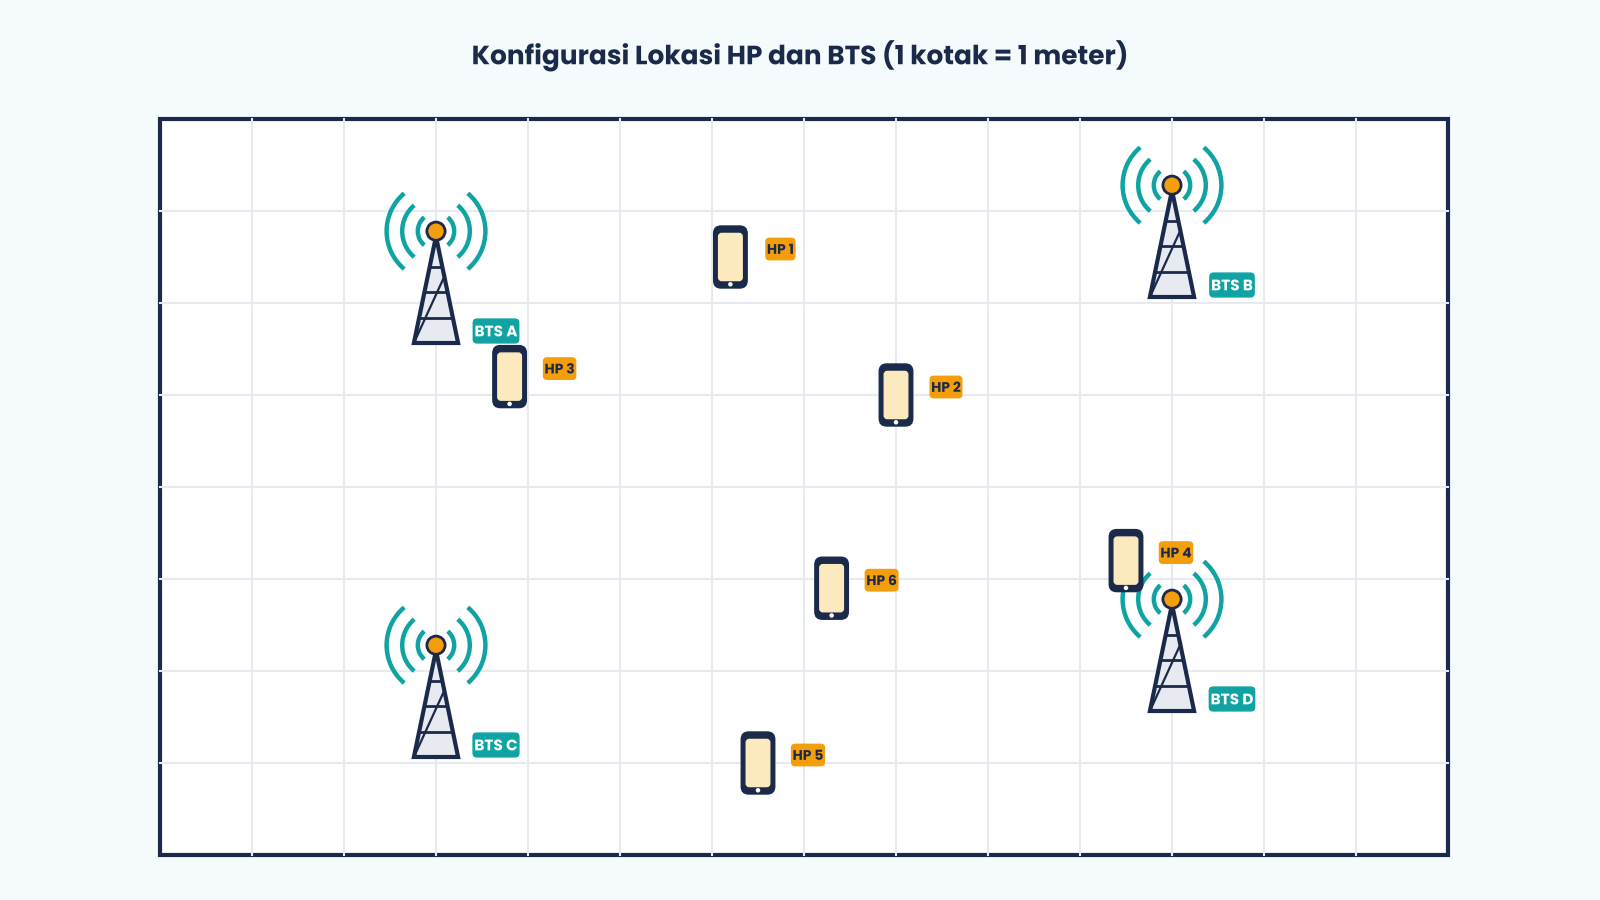 Konfigurasi Lokasi HP dan BTS (1 kotak = 1 meter)
HP 1
BTS B
BTS A
HP 3
HP 2
HP 4
HP 6
BTS D
BTS C
HP 5